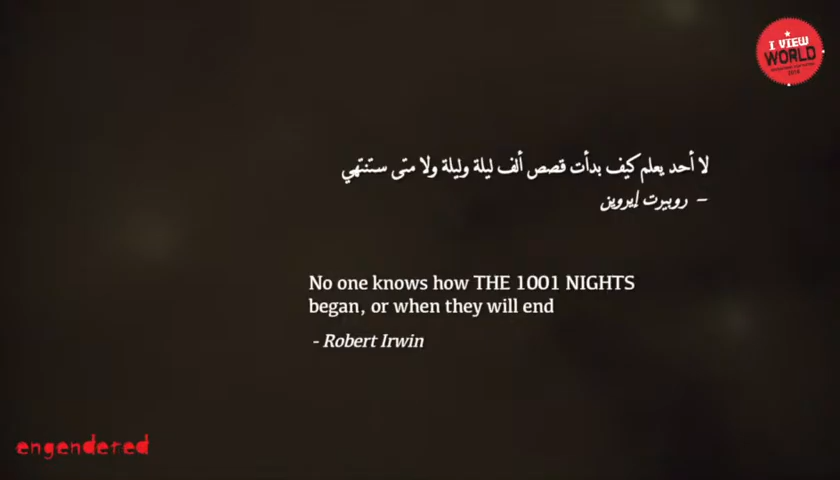 I VIEW
WORLD
2014
لا أحد يعلم كيف بدأت قصص ألف ليلة وليلة ولا متى ستنتهي
– روبيرت إيروين
No one knows how THE 1001 NIGHTS
began, or when they will end
- Robert Irwin
engendered